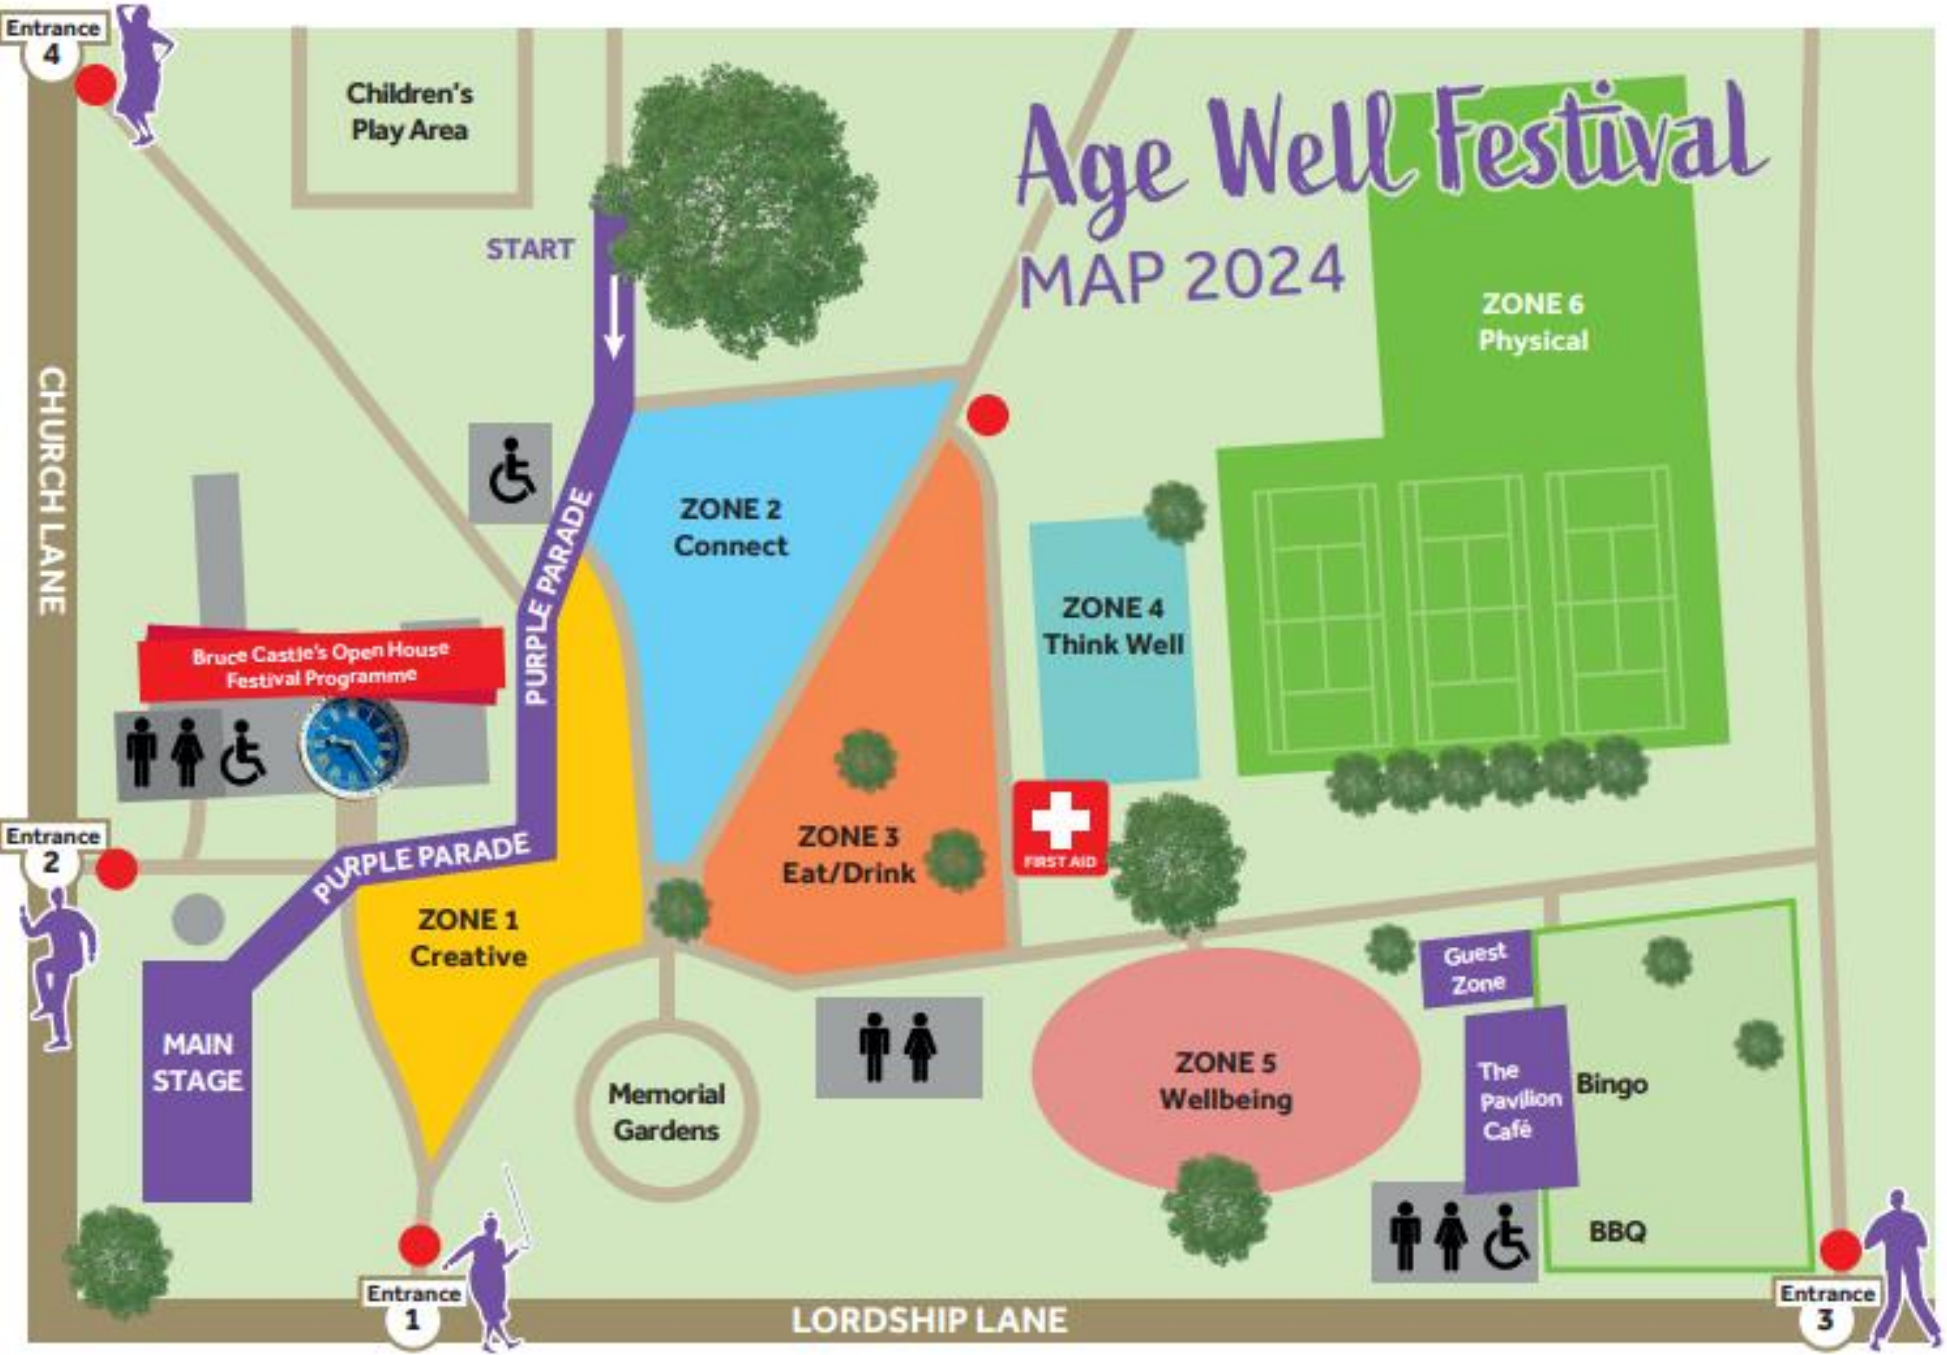 Entrance
4
Children's
Play Area
Age Well Festival
MAP 2024
START
ZONE 6
Physical
CHURCH LANE
PURPLE PARADE
ZONE 2
Connect
ZONE 4
Think Well
Bruce Castle's Open House
Festival Programme
ZONE 3
Eat/Drink
FIRST AID
Entrance
2
PURPLE PARADE
ZONE 1
Creative
Guest
Zone
MAIN
STAGE
Memorial
Gardens
ZONE 5
Wellbeing
The
Pavilion
Café
Bingo
BBQ
Entrance
1
LORDSHIP LANE
Entrance
3